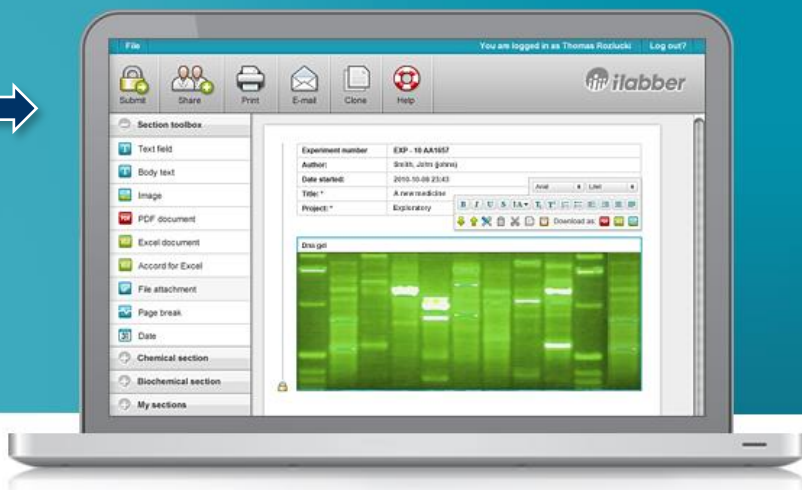 File
You are logged in as Thomas Rozlucki Log out?
Submit Share Print E-mail Clone Help
ilabber
Section toolbox
Text field
Body text
Image
PDF document
Excel document
Accord for Excel
File attachment
Page break
Date
Chemical section
Biochemical section
My sections
Experiment number EXP - 10 AA1657
Author: Smith, John (johns)
Date started: 2010-10-08 23:43
Title: * A new medicine
Project: * Exploratory
Arial
B I U S
Download as:
Dna gel